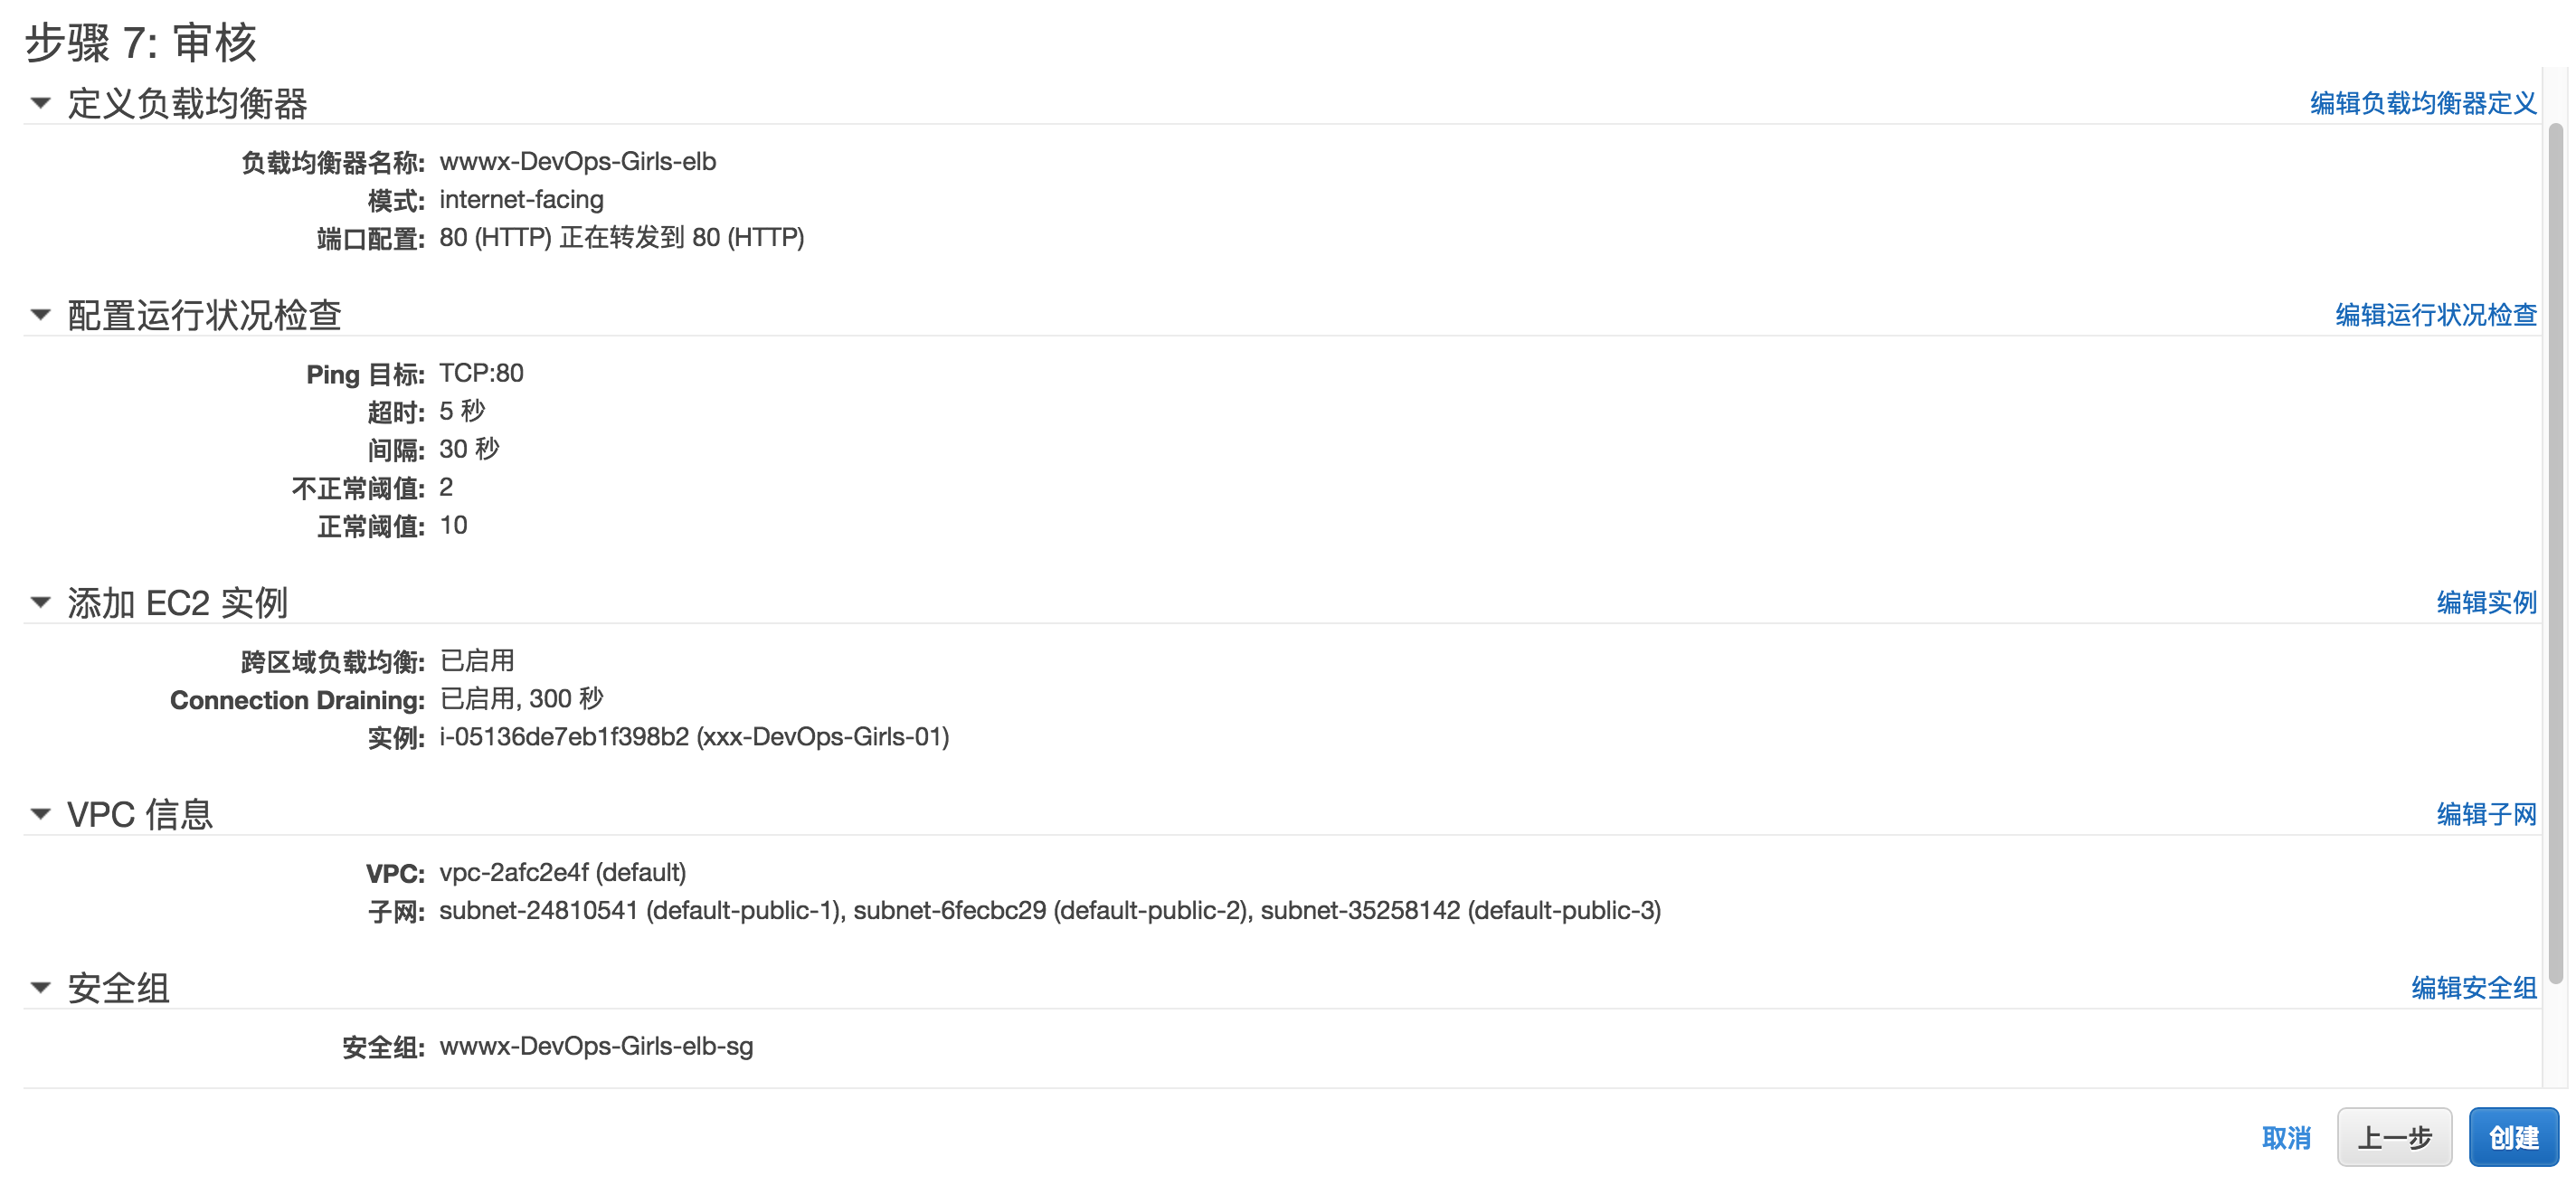 步骤 7: 审核
定义负载均衡器 编辑负载均衡器定义
负载均衡器名称: wwwx-DevOps-Girls-elb
模式: internet-facing
端口配置: 80 (HTTP) 正在转发到 80 (HTTP)
配置运行状况检查 编辑运行状况检查
Ping 目标: TCP:80
超时: 5 秒
间隔: 30 秒
不正常阈值: 2
正常阈值: 10
添加 EC2 实例 编辑实例
跨区域负载均衡: 已启用
Connection Draining: 已启用, 300 秒
实例: i-05136de7eb1f398b2 (xxx-DevOps-Girls-01)
VPC 信息 编辑子网
VPC: vpc-2afc2e4f (default)
子网: subnet-24810541 (default-public-1), subnet-6fecbc29 (default-public-2), subnet-35258142 (default-public-3)
安全组 编辑安全组
安全组: wwwx-DevOps-Girls-elb-sg
取消 上一步 创建